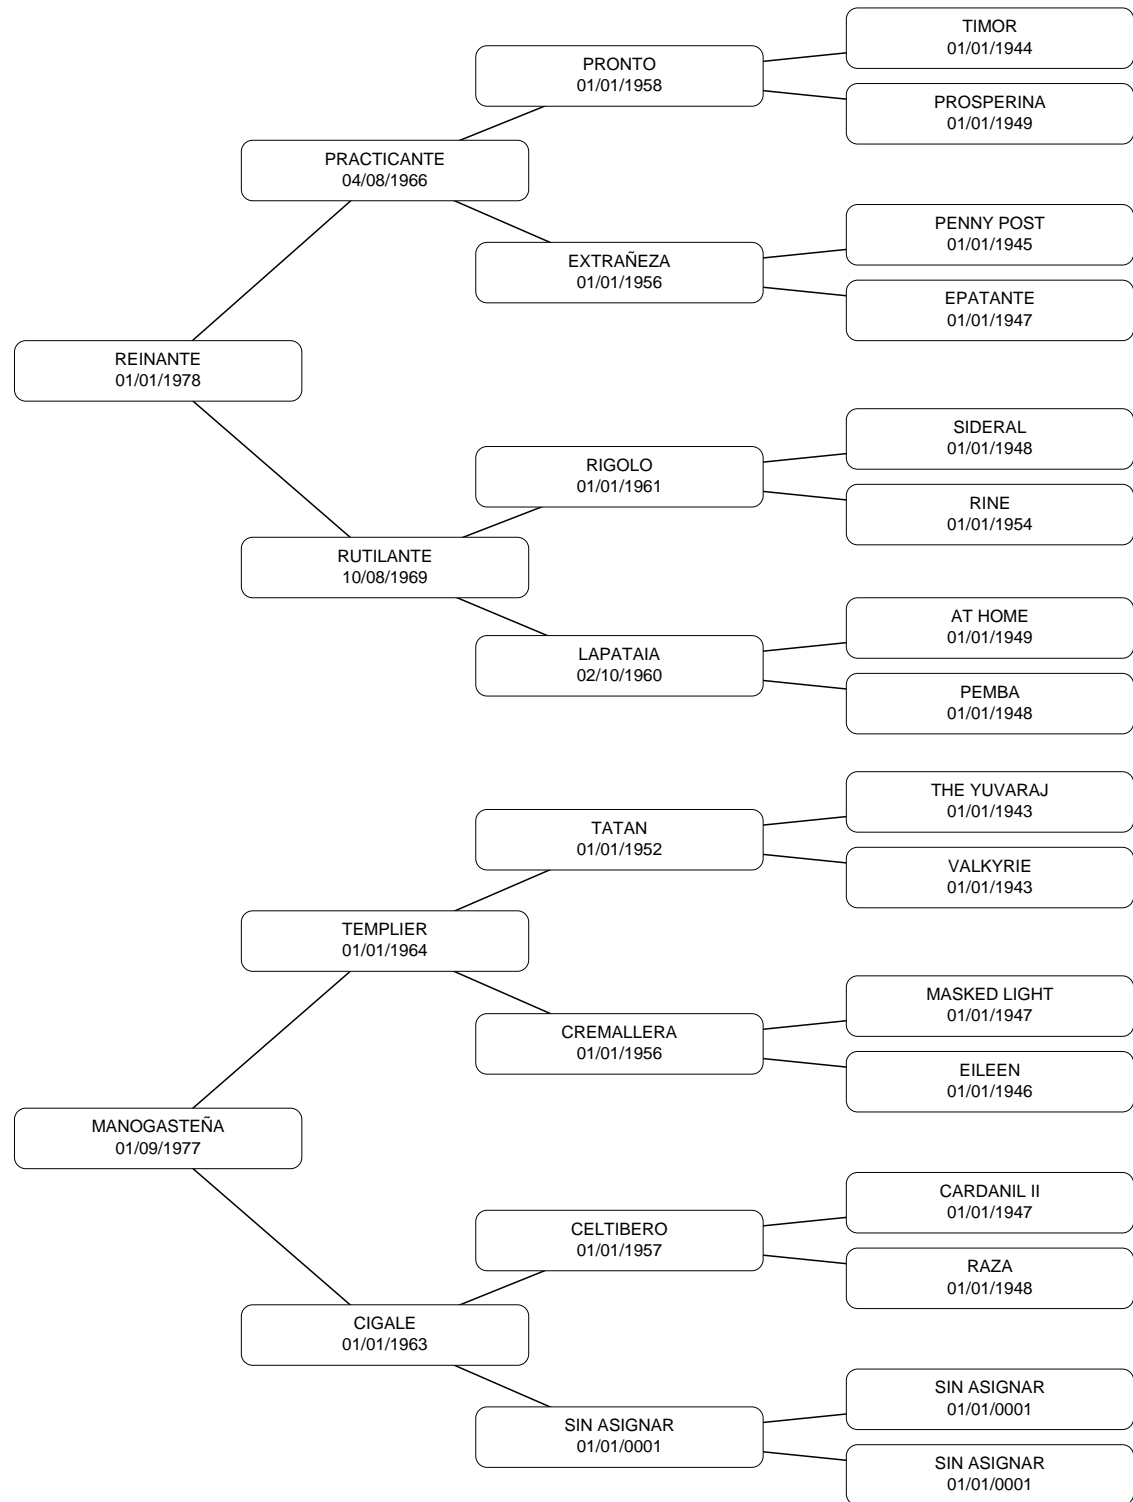 TIMOR
01/01/1944
PRONTO
01/01/1958
PROSPERINA
01/01/1949
PRACTICANTE
04/08/1966
PENNY POST
01/01/1945
EXTRAÑEZA
01/01/1956
EPATANTE
01/01/1947
REINANTE
01/01/1978
SIDERAL
01/01/1948
RIGOLO
01/01/1961
RINE
01/01/1954
RUTILANTE
10/08/1969
AT HOME
01/01/1949
LAPATAIA
02/10/1960
PEMBA
01/01/1948
THE YUVARAJ
01/01/1943
TATAN
01/01/1952
VALKYRIE
01/01/1943
TEMPLIER
01/01/1964
MASKED LIGHT
01/01/1947
CREMALLERA
01/01/1956
EILEEN
01/01/1946
MANOGASTEÑA
01/09/1977
CARDANIL II
01/01/1947
CELTIBERO
01/01/1957
RAZA
01/01/1948
CIGALE
01/01/1963
SIN ASIGNAR
01/01/0001
SIN ASIGNAR
01/01/0001
SIN ASIGNAR
01/01/0001